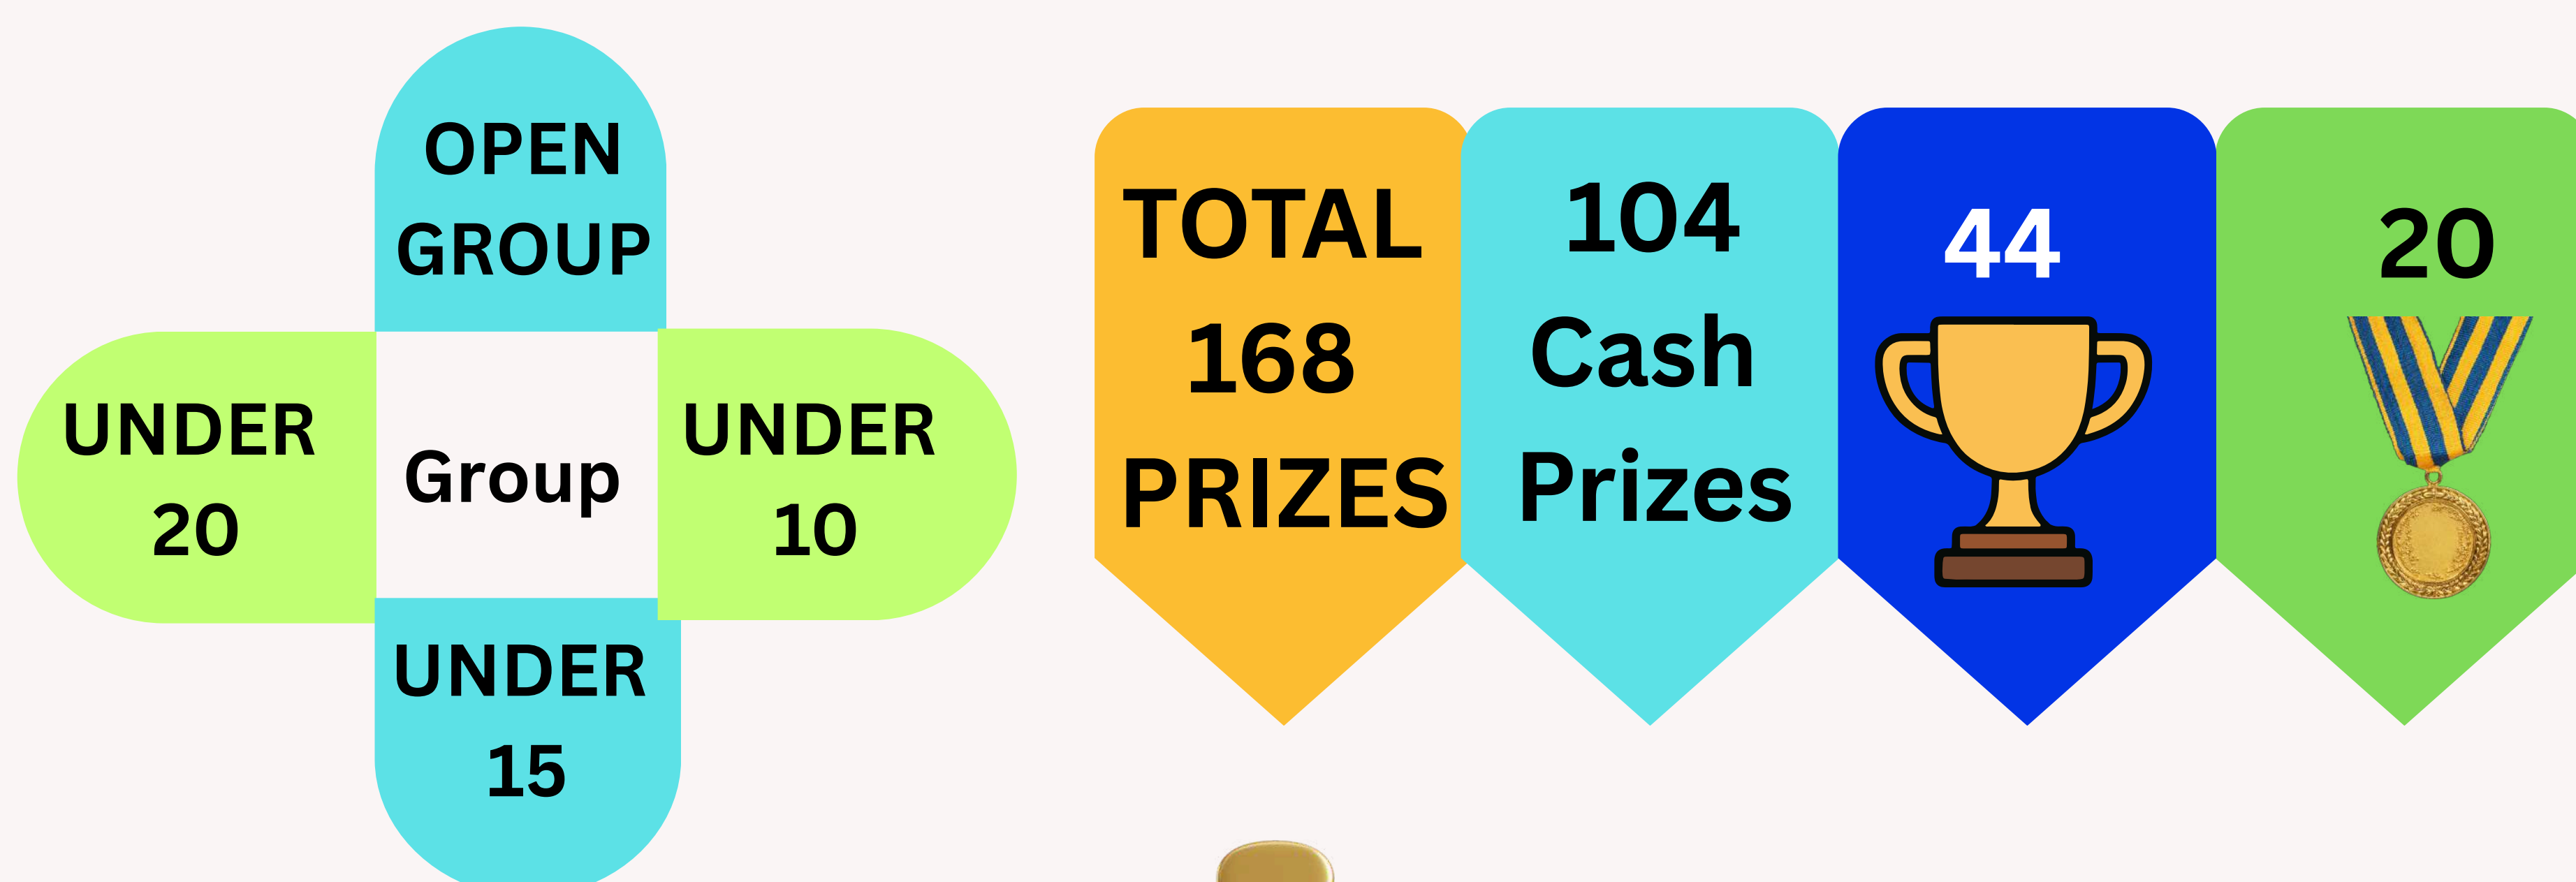 OPEN
GROUP
UNDER
20
Group
UNDER
10
UNDER
15
TOTAL
168
PRIZES
104
Cash
Prizes
44
20